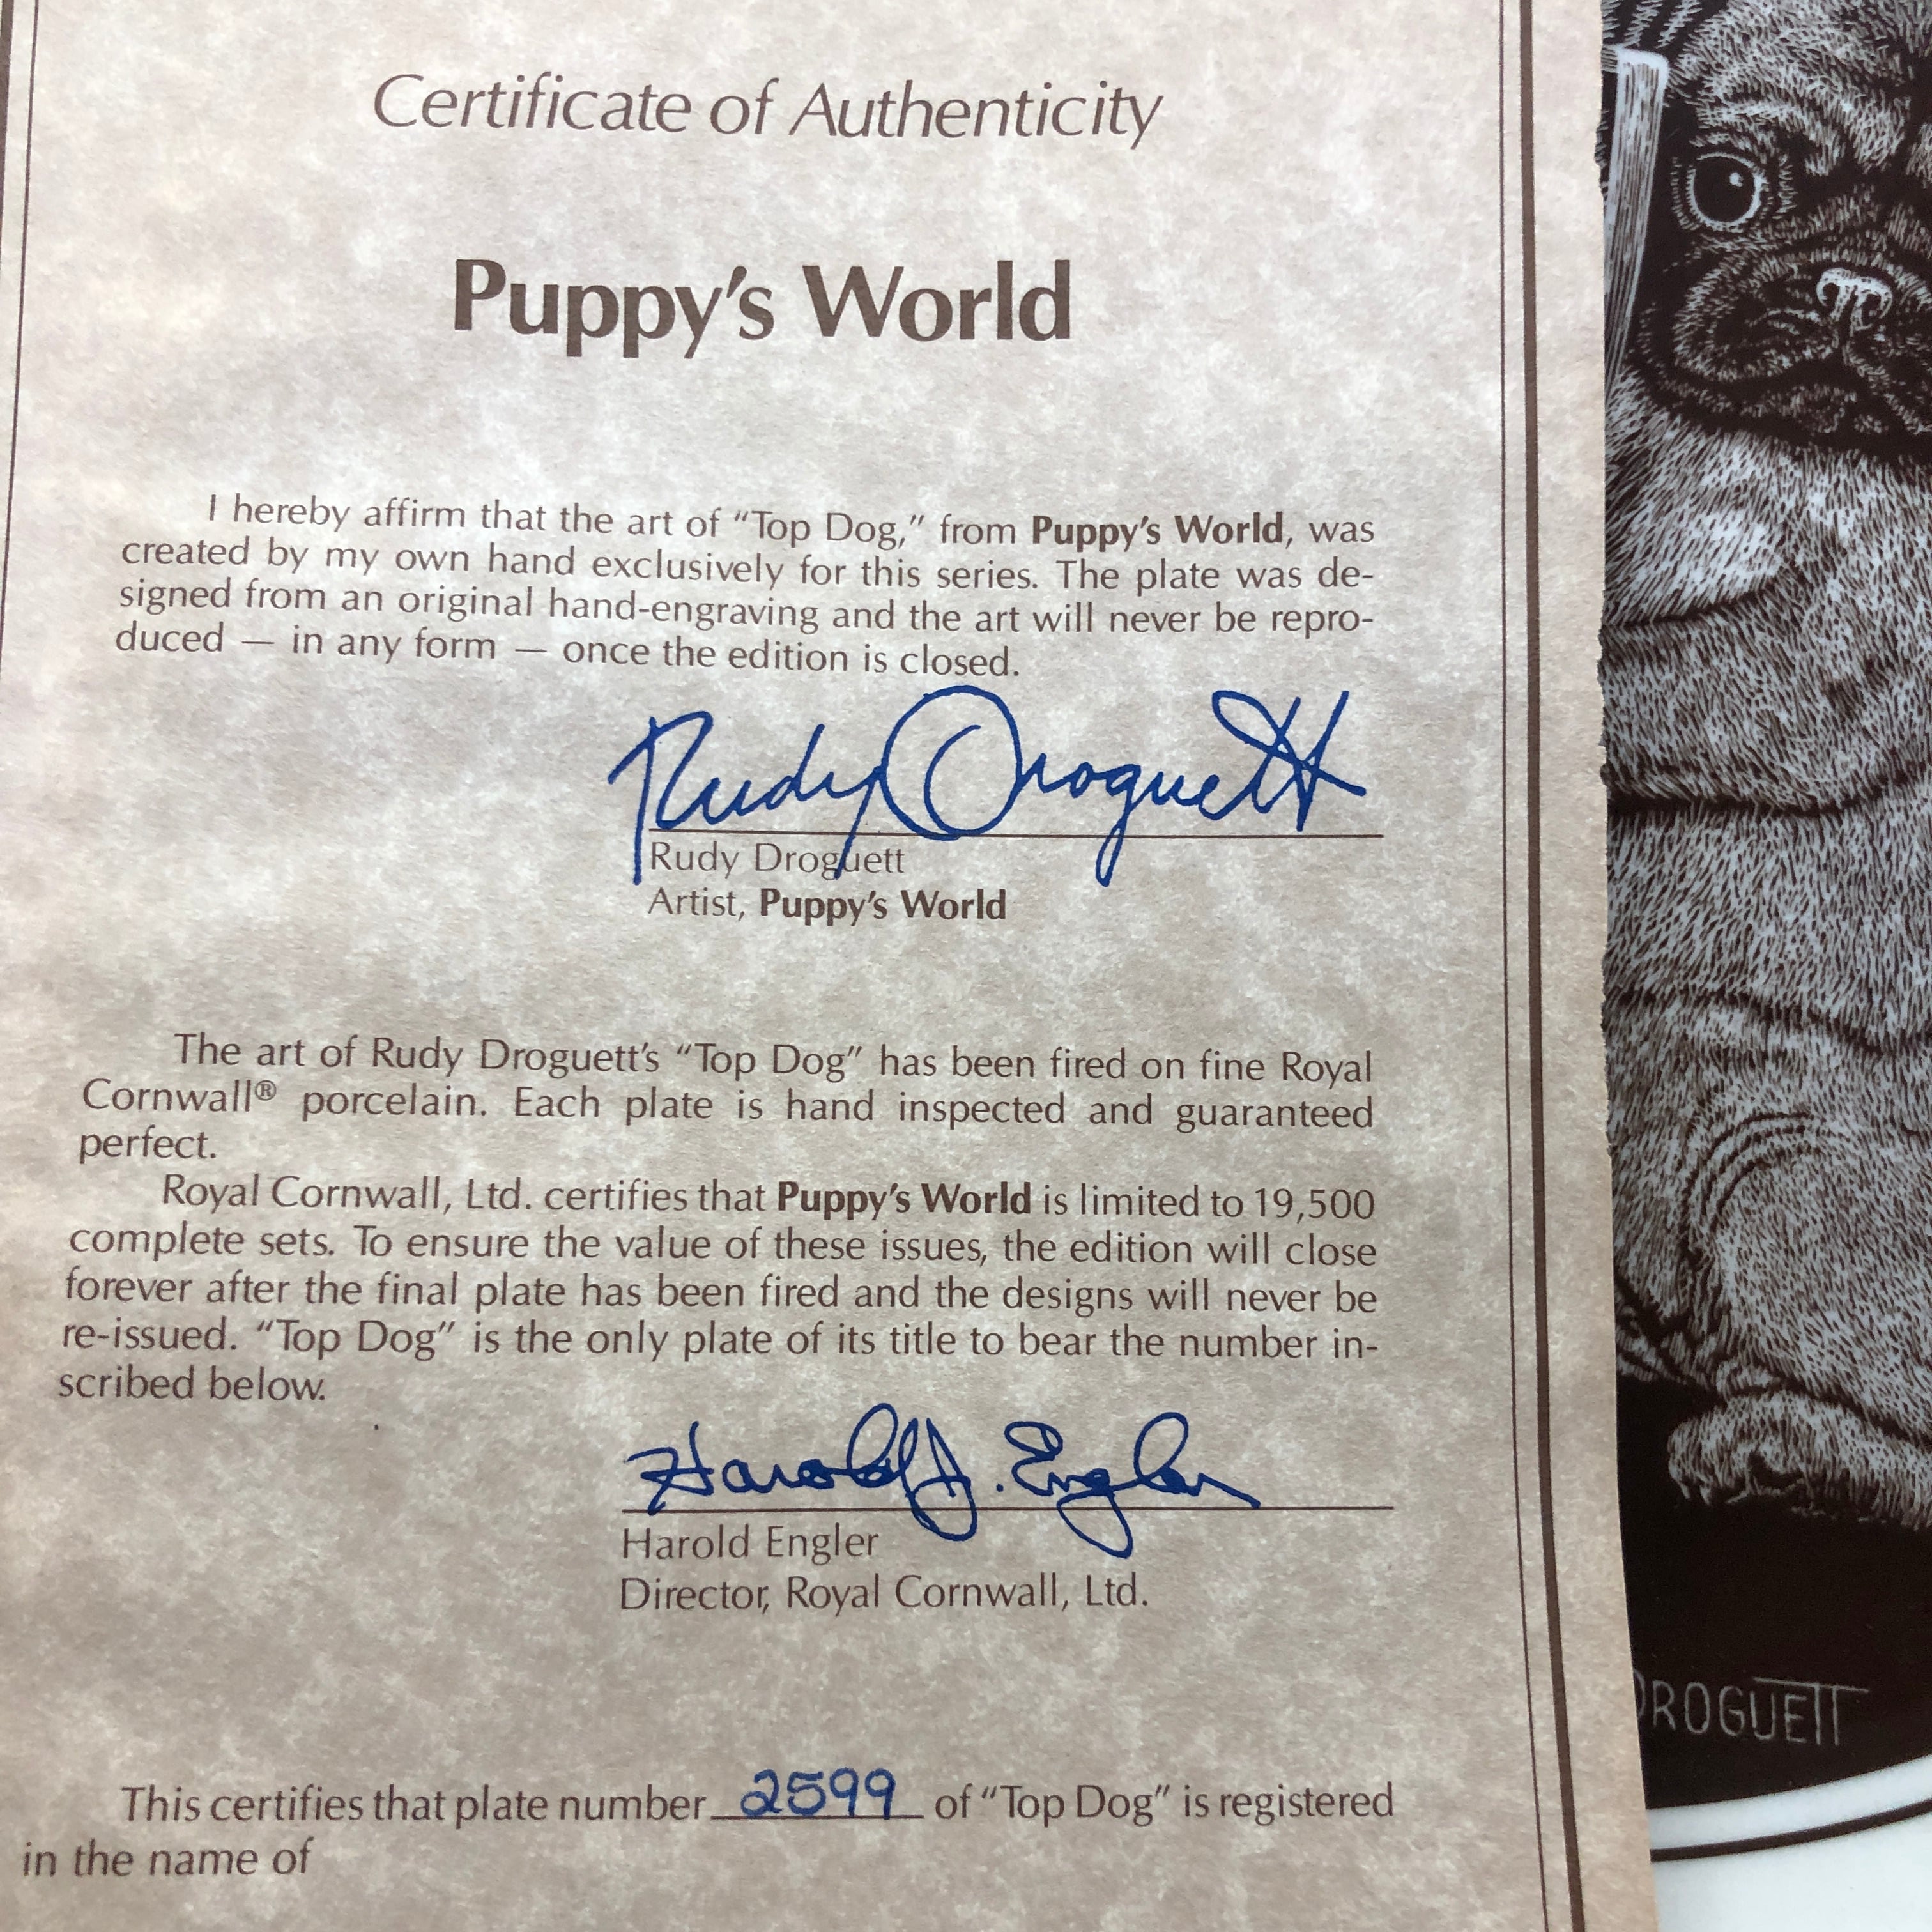 Certificate of Authenticity
Puppy's World
I hereby affirm that the art of "Top Dog," from Puppy's World, was
created by my own hand exclusively for this series. The plate was de-
signed from an original hand-engraving and the art will never be repro-
duced — in any form — once the edition is closed.
Rudy Droguett
Rudy Droguett
Artist, Puppy's World
The art of Rudy Droguett's "Top Dog" has been fired on fine Royal
Cornwall® porcelain. Each plate is hand inspected and guaranteed
perfect.
Royal Cornwall, Ltd. certifies that Puppy's World is limited to 19,500
complete sets. To ensure the value of these issues, the edition will close
forever after the final plate has been fired and the designs will never be
re-issued. "Top Dog" is the only plate of its title to bear the number in-
scribed below.
Harold J. Engler
Harold Engler
Director, Royal Cornwall, Ltd.
This certifies that plate number 2599 of "Top Dog" is registered
in the name of
DROGUETT